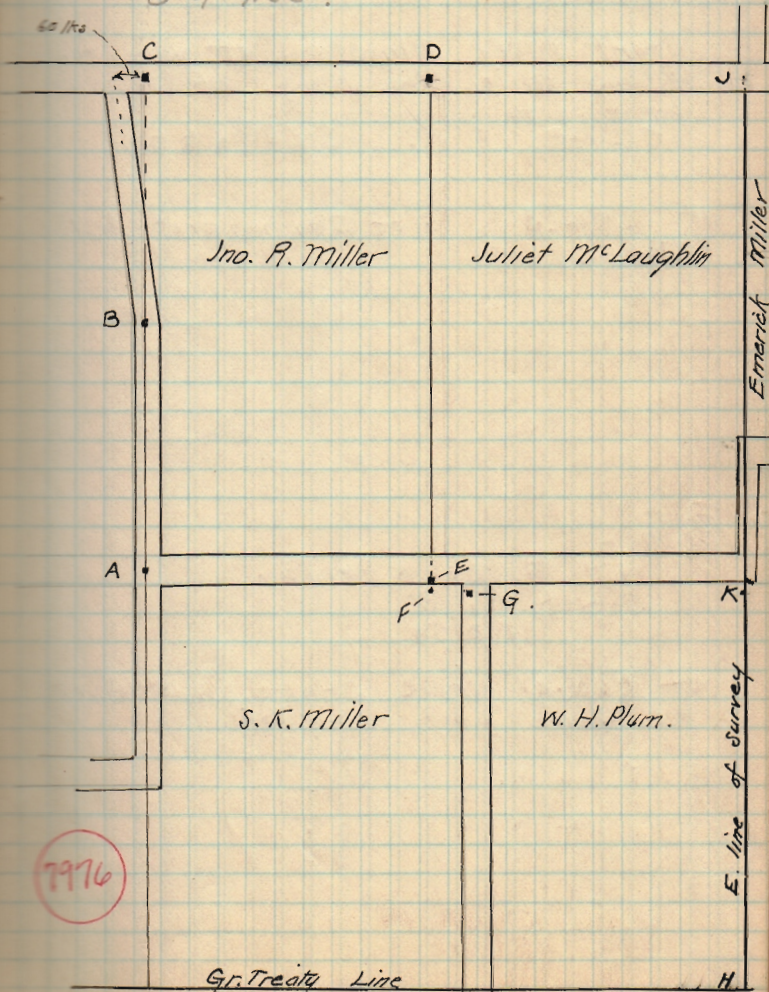 60 lks
C
D
J
Jno. R. Miller
Juliet McLaughlin
Emerick Miller
B
A
E
F
G.
K
S. K. Miller
W. H. Plum.
E. line of Survey
7976
Gr. Treaty Line
H